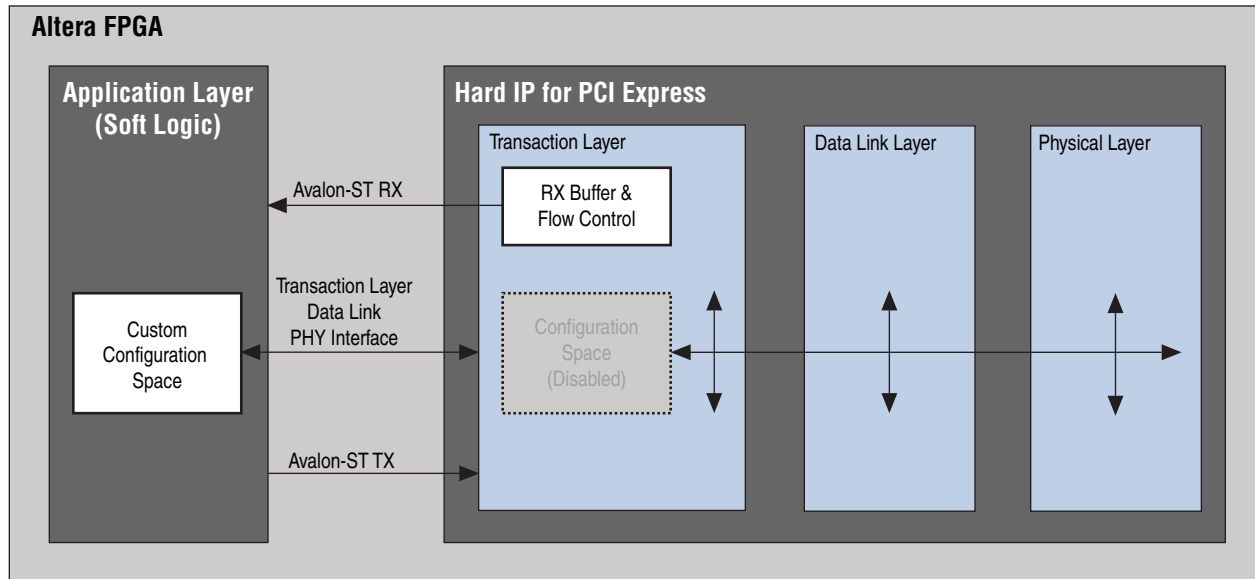 Altera FPGA
Application Layer
(Soft Logic)
Hard IP for PCI Express
Transaction Layer
Data Link Layer
Physical Layer
Avalon-ST RX
RX Buffer &
Flow Control
Transaction Layer
Data Link
PHY Interface
Custom
Configuration
Space
Configuration
Space
(Disabled)
Avalon-ST TX